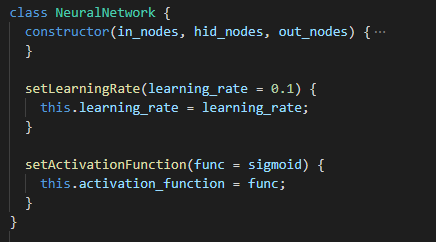 class NeuralNetwork {
  constructor(in_nodes, hid_nodes, out_nodes) {···
  }

  setLearningRate(learning_rate = 0.1) {
    this.learning_rate = learning_rate;
  }

  setActivationFunction(func = sigmoid) {
    this.activation_function = func;
  }
}